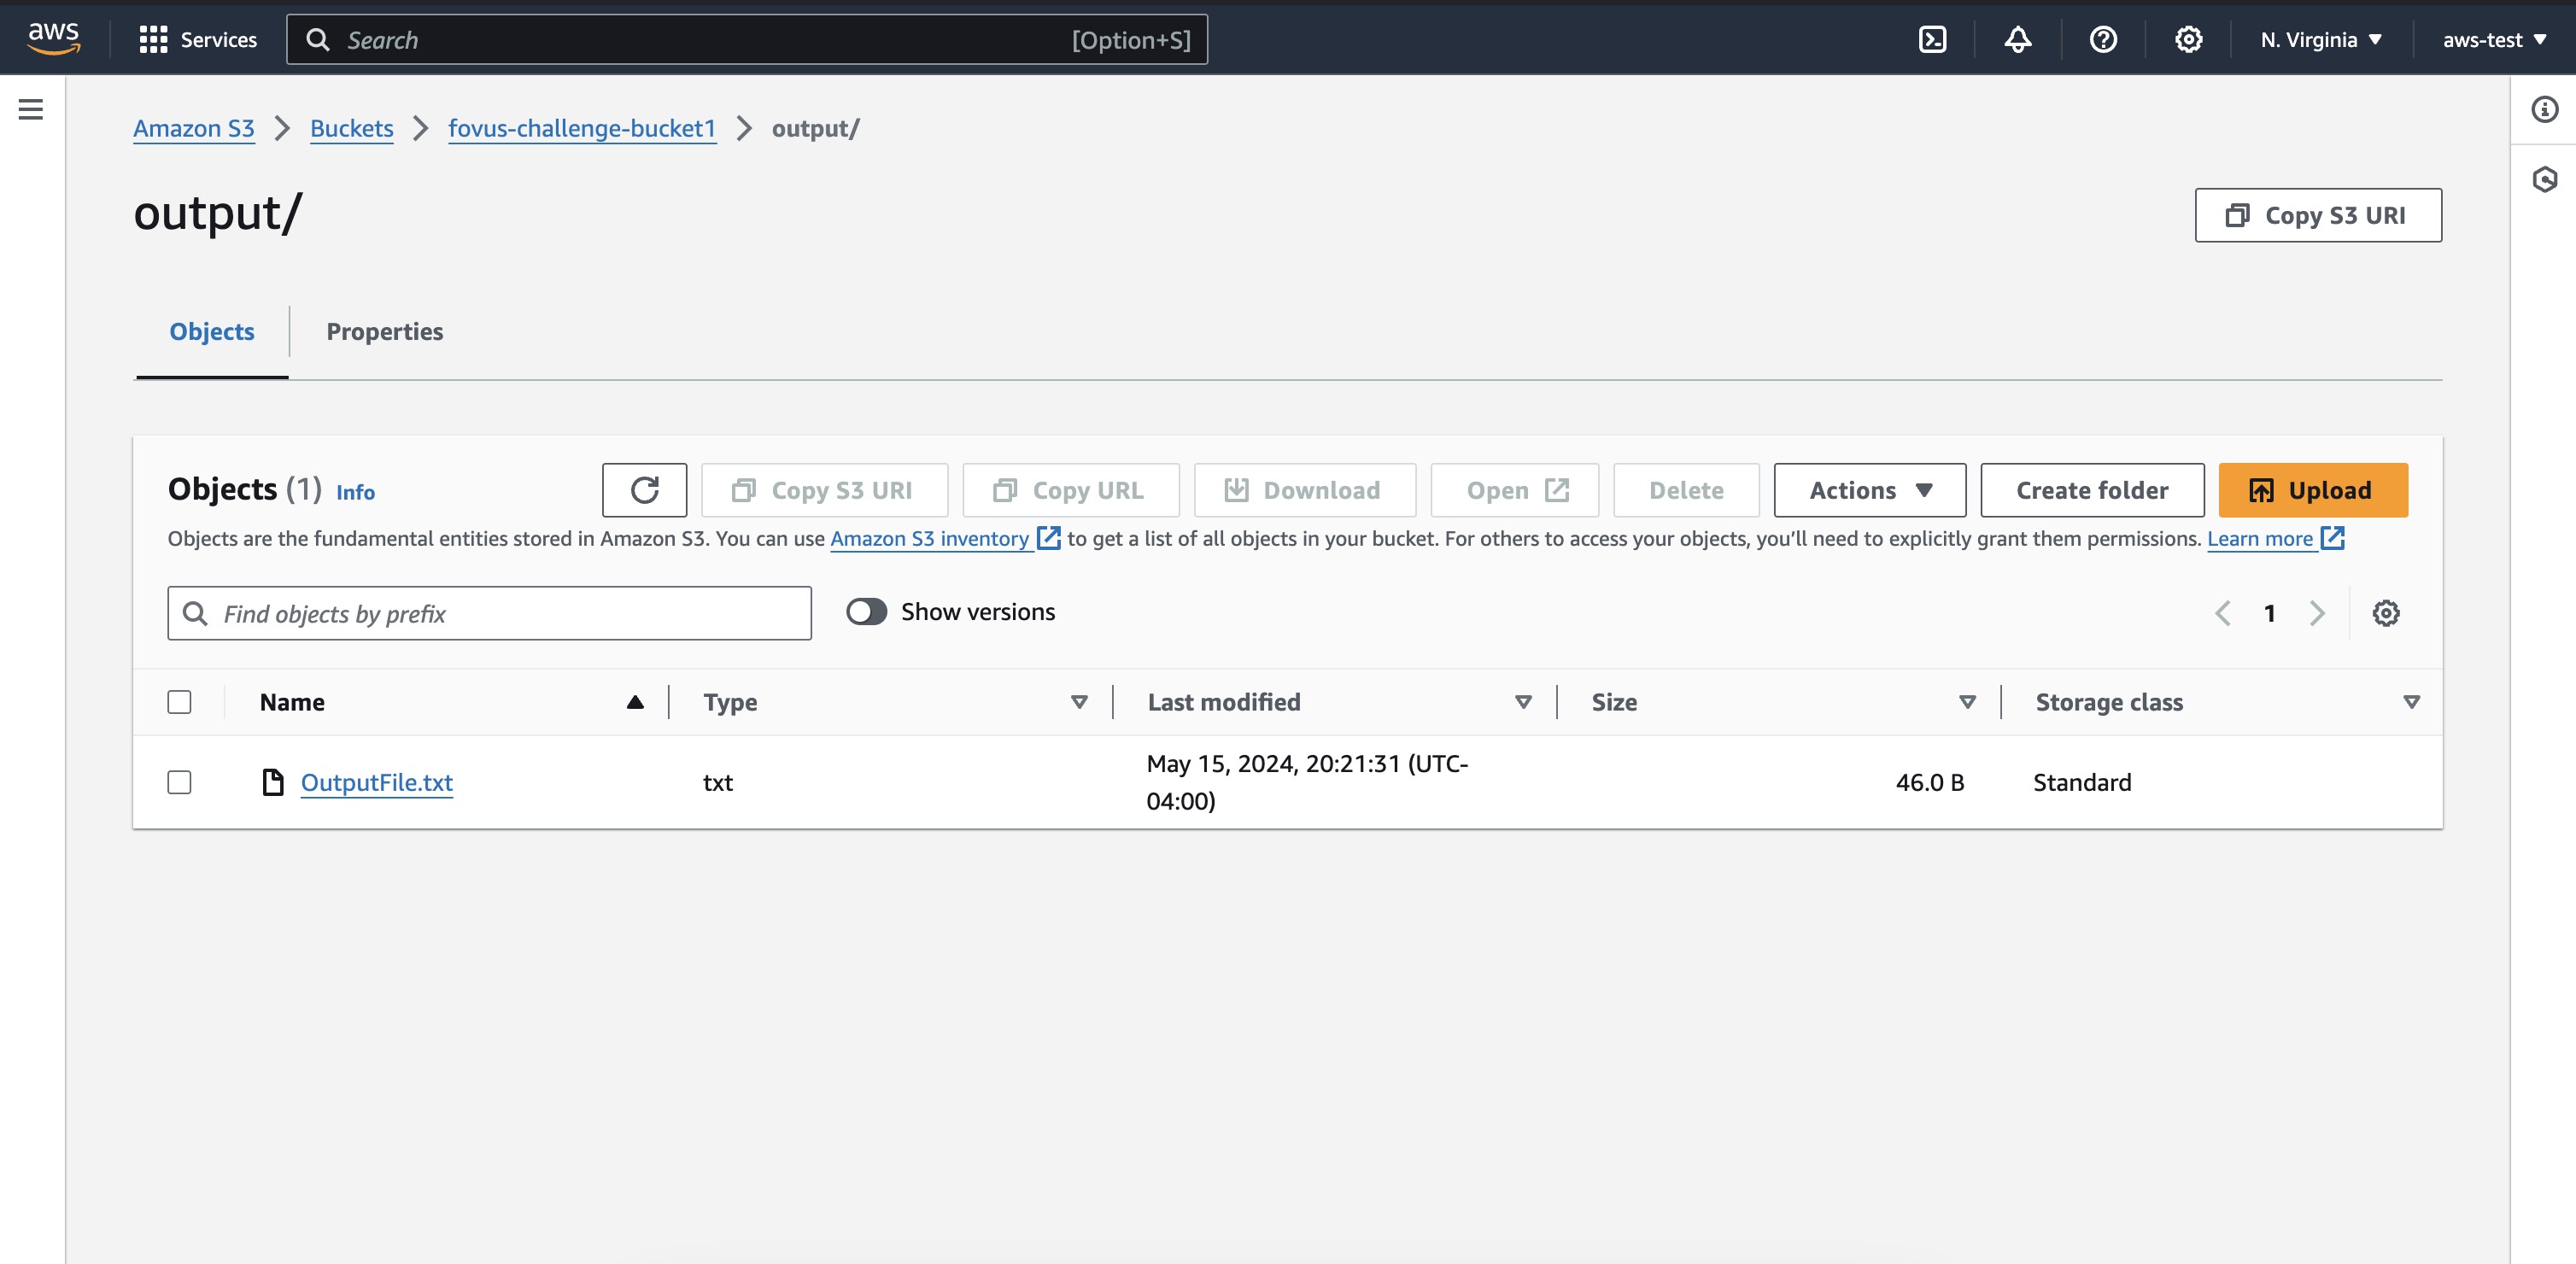 aws Services Search [Option+S] N. Virginia aws-test
Amazon S3 Buckets fovus-challenge-bucket1 output/
output/
Copy S3 URI
Objects Properties
Objects (1) Info Copy S3 URI Copy URL Download Open Delete Actions Create folder Upload
Objects are the fundamental entities stored in Amazon S3. You can use Amazon S3 inventory to get a list of all objects in your bucket. For others to access your objects, you’ll need to explicitly grant them permissions. Learn more
Find objects by prefix Show versions 1
Name Type Last modified Size Storage class
OutputFile.txt txt May 15, 2024, 20:21:31 (UTC-
04:00) 46.0 B Standard